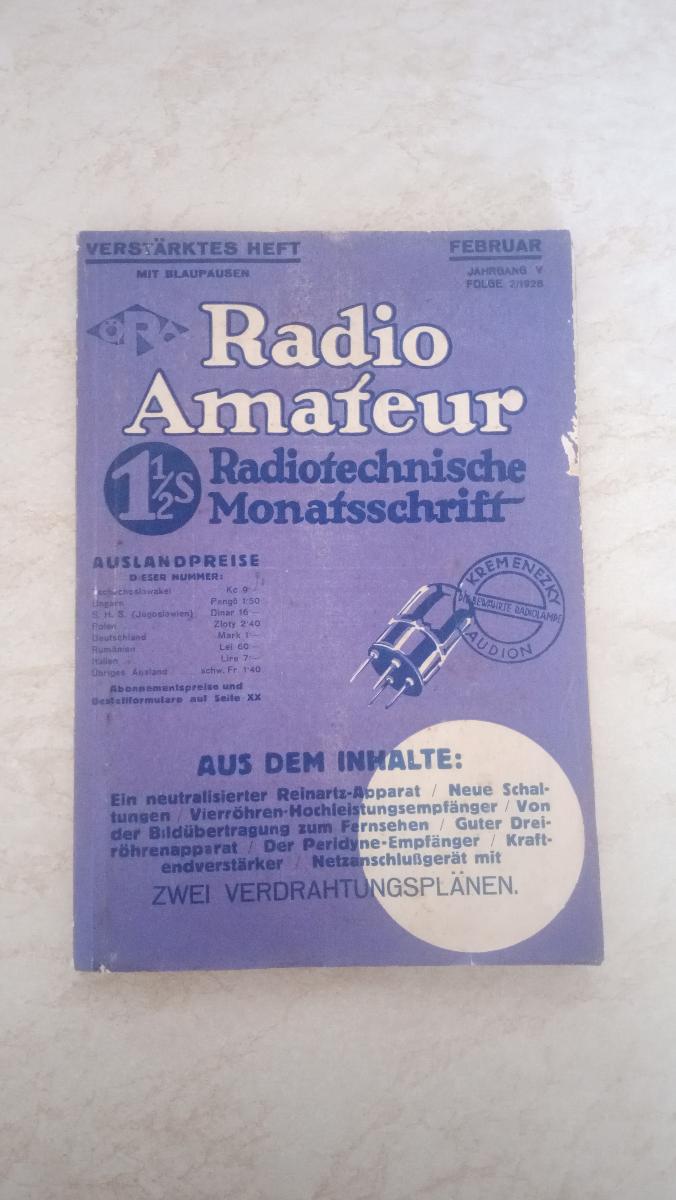 VERSTÄRKTES HEFT
MIT BLAUPAUSEN
FEBRUAR
JAHRGANG V
FOLGE 2/1928
ÖRA
Radio
Amateur
1 1/2 S
Radiotechnische
Monatsschrift
AUSLANDPREISE
DIESER NUMMER:
Tschechoslowakei Kc 9·—
Ungarn Pengö 1·50
S. H. S. (Jugoslawien) Dinar 16·—
Polen Zloty 2·40
Deutschland Mark 1·—
Rumänien Lei 60·—
Italien Lire 7·—
Übriges Ausland schw. Fr. 1·40
Abonnementspreise und
Bestellformulare auf Seite XX
KREMENEZKY
DIE BEWÄHRTE RADIOLAMPE
AUDION
AUS DEM INHALTE:
Ein neutralisierter Reinartz-Apparat / Neue Schal-
tungen / Vierröhren-Hochleistungsempfänger / Von
der Bildübertragung zum Fernsehen / Guter Drei-
röhrenapparat / Der Peridyne-Empfänger / Kraft-
endverstärker / Netzanschlußgerät mit
ZWEI VERDRAHTUNGSPLÄNEN.